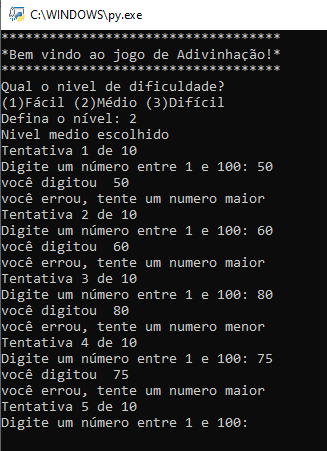 C:\WINDOWS\py.exe
***********************************
*Bem vindo ao jogo de Adivinhação!*
***********************************
Qual o nivel de dificuldade?
(1)Fácil (2)Médio (3)Difícil
Defina o nível: 2
Nivel medio escolhido
Tentativa 1 de 10
Digite um número entre 1 e 100: 50
você digitou  50
você errou, tente um numero maior
Tentativa 2 de 10
Digite um número entre 1 e 100: 60
você digitou  60
você errou, tente um numero maior
Tentativa 3 de 10
Digite um número entre 1 e 100: 80
você digitou  80
você errou, tente um numero menor
Tentativa 4 de 10
Digite um número entre 1 e 100: 75
você digitou  75
você errou, tente um numero maior
Tentativa 5 de 10
Digite um número entre 1 e 100: